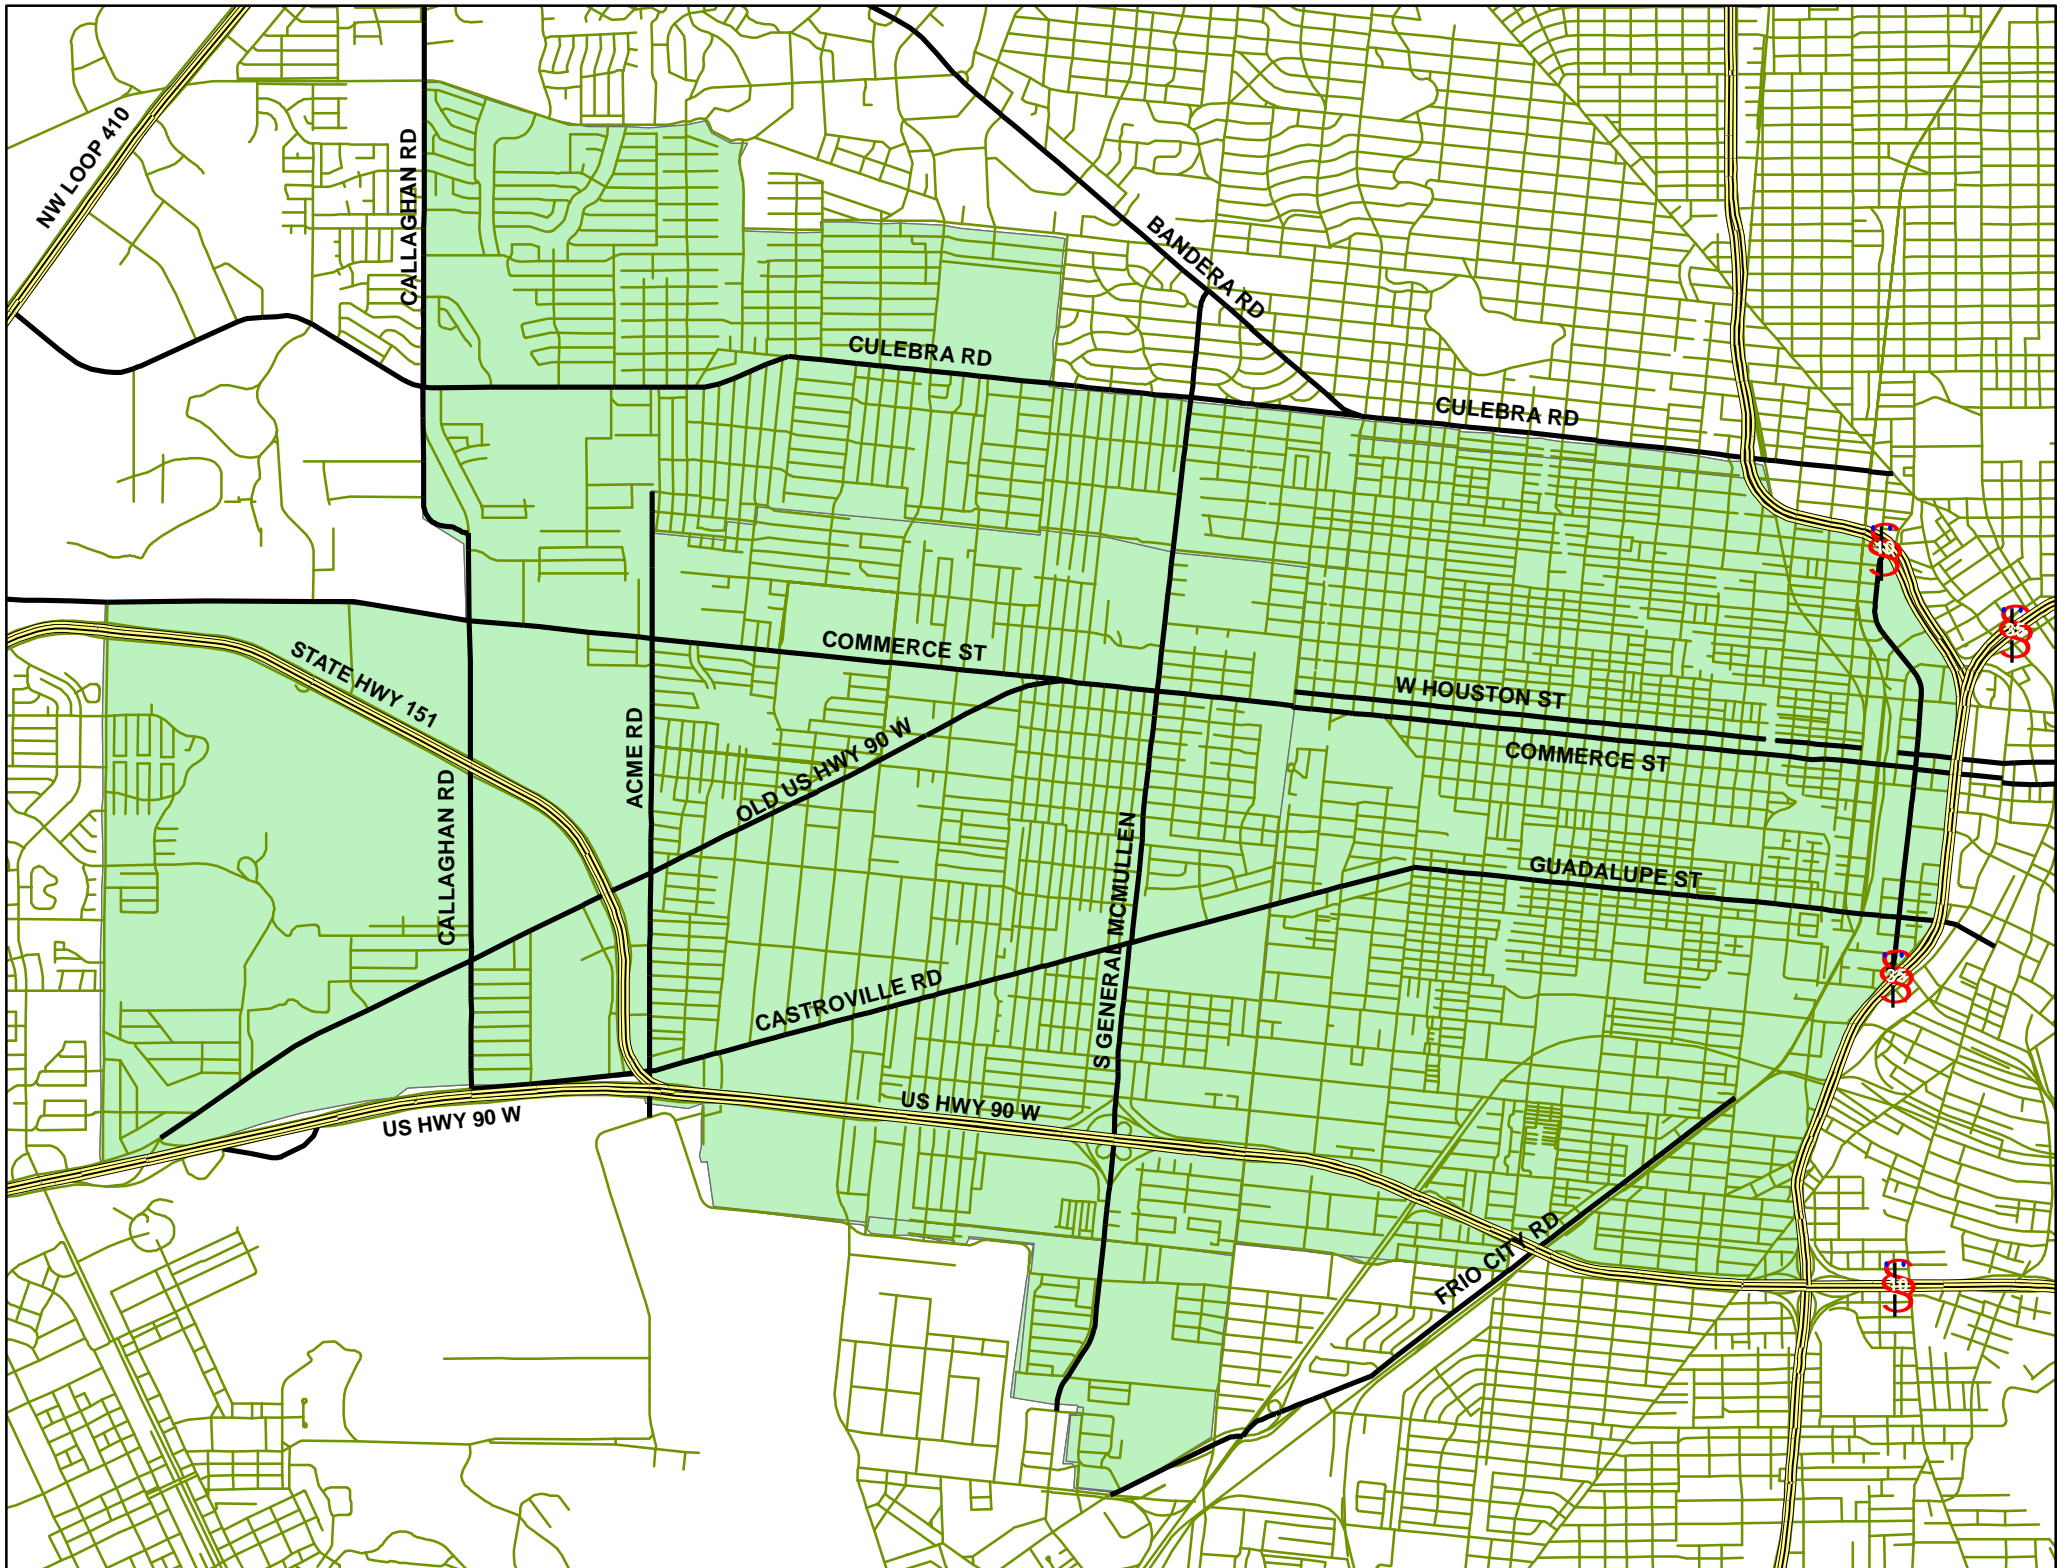 NW LOOP 410
CALLAGHAN RD
BANDERA RD
CULEBRA RD
CULEBRA RD
COMMERCE ST
STATE HWY 151
W HOUSTON ST
COMMERCE ST
ACME RD
OLD US HWY 90 W
CALLAGHAN RD
S GENERAL MCMULLEN
GUADALUPE ST
CASTROVILLE RD
US HWY 90 W
US HWY 90 W
FRIO CITY RD